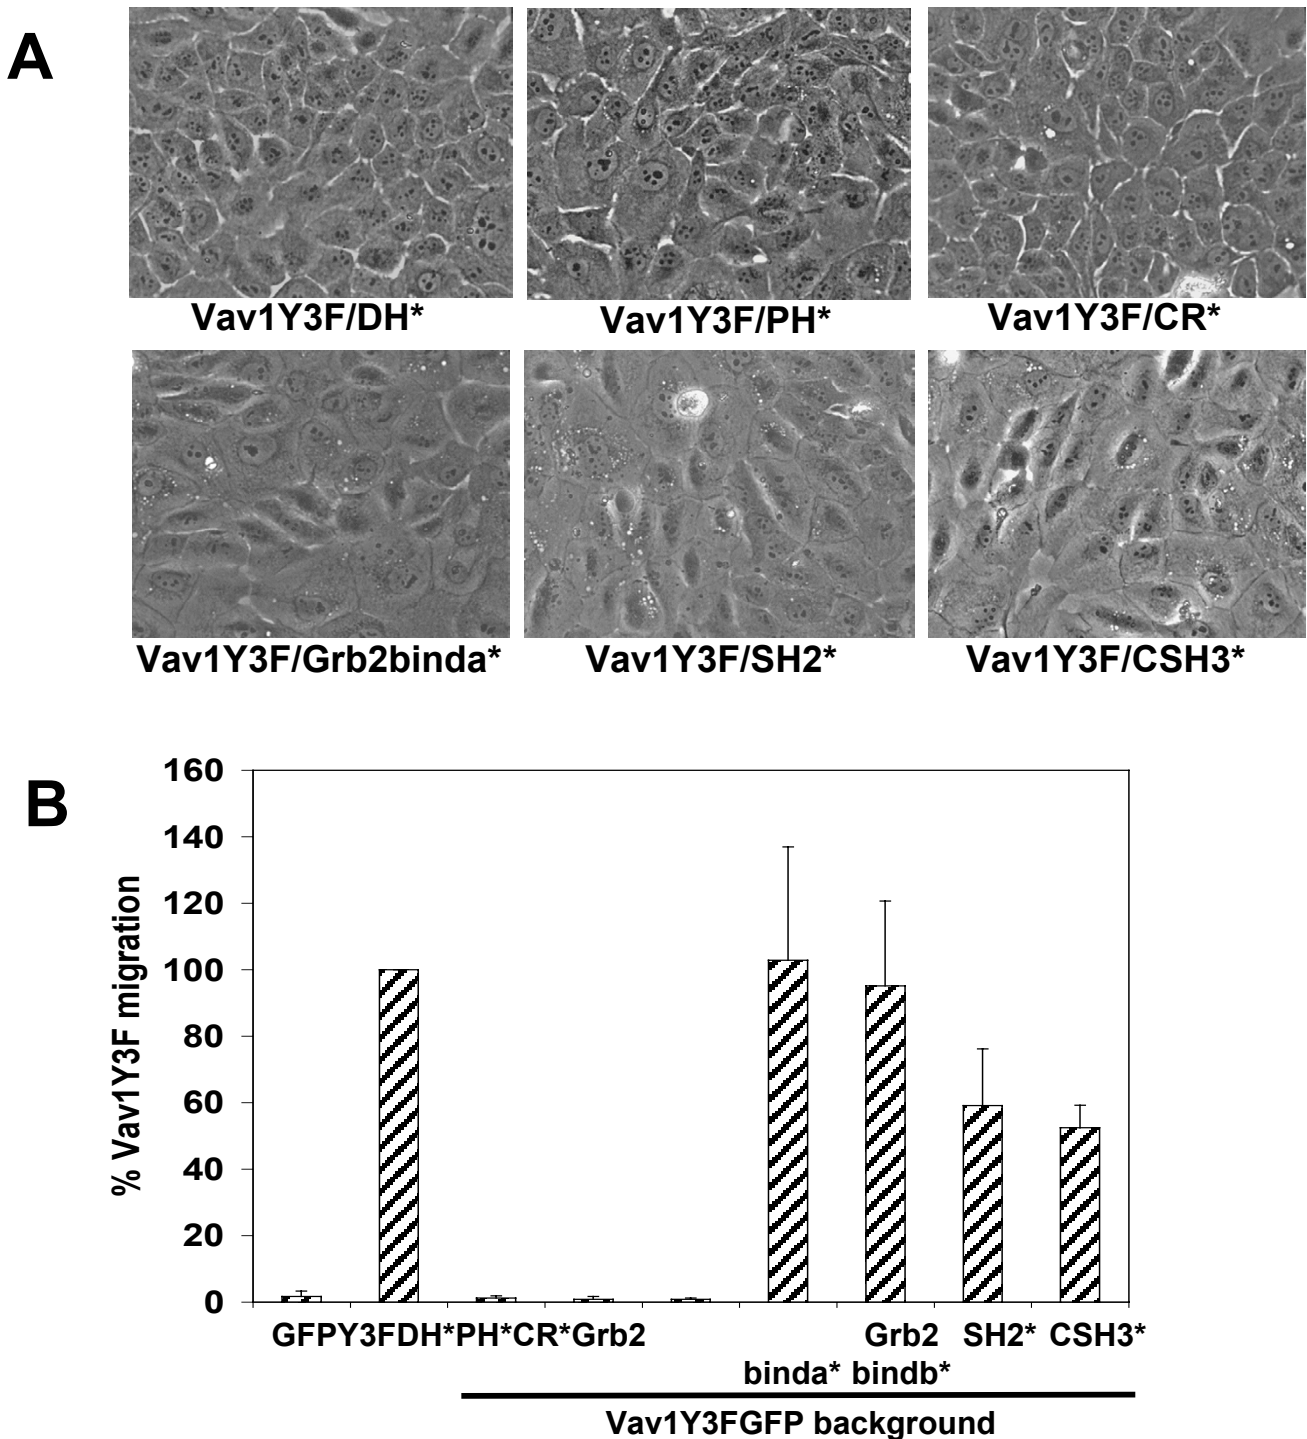 A
Vav1Y3F/DH* Vav1Y3F/PH* Vav1Y3F/CR*
Vav1Y3F/Grb2binda* Vav1Y3F/SH2* Vav1Y3F/CSH3*
B
% Vav1Y3F migration
160
140
120
100
80
60
40
20
0
GFPY3FDH*PH*CR*Grb2 Grb2 SH2* CSH3*
binda* bindb*
Vav1Y3FGFP background